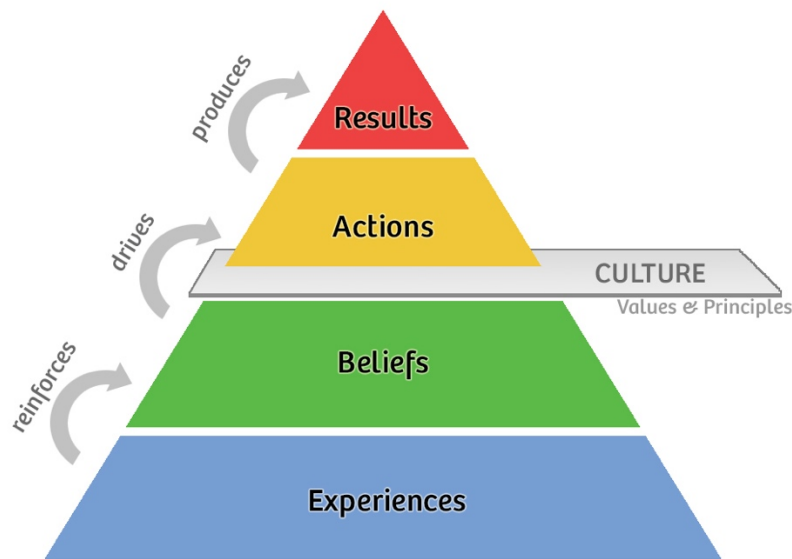 produces
Results
drives
Actions
CULTURE
Values & Principles
reinforces
Beliefs
Experiences